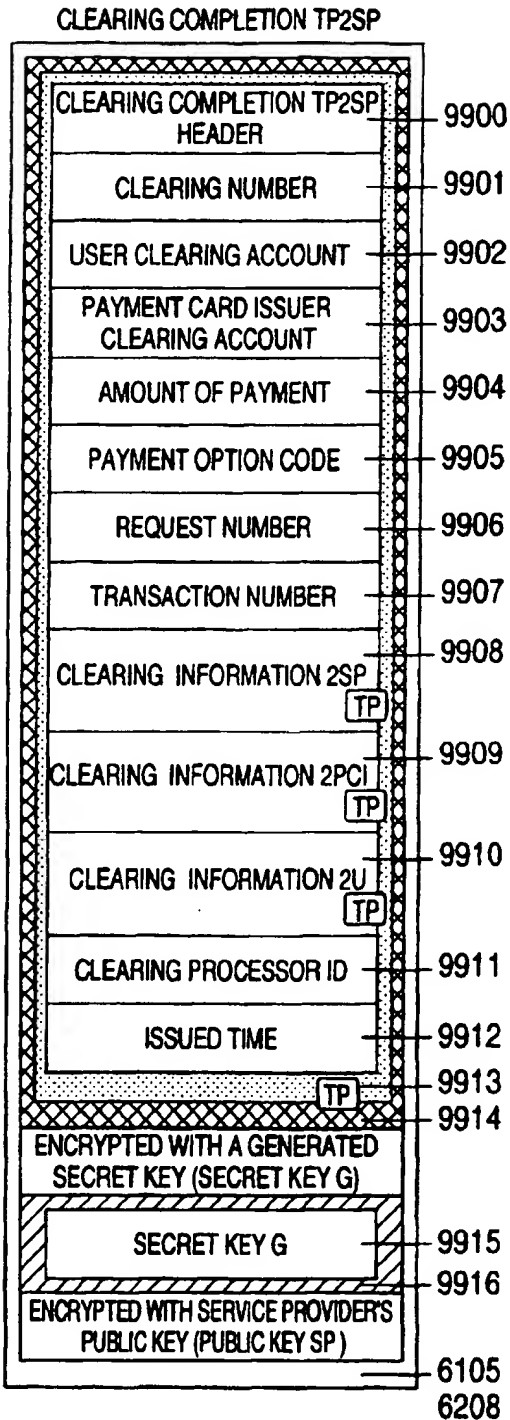 CLEARING COMPLETION TP2SP
CLEARING COMPLETION TP2SP
HEADER
9900
CLEARING NUMBER
9901
USER CLEARING ACCOUNT
9902
PAYMENT CARD ISSUER
CLEARING ACCOUNT
9903
AMOUNT OF PAYMENT
9904
PAYMENT OPTION CODE
9905
REQUEST NUMBER
9906
TRANSACTION NUMBER
9907
CLEARING INFORMATION 2SP
9908
TP
CLEARING INFORMATION 2PCI
9909
TP
CLEARING INFORMATION 2U
9910
TP
CLEARING PROCESSOR ID
9911
ISSUED TIME
9912
TP
9913
9914
ENCRYPTED WITH A GENERATED
SECRET KEY (SECRET KEY G)
SECRET KEY G
9915
9916
ENCRYPTED WITH SERVICE PROVIDER'S
PUBLIC KEY (PUBLIC KEY SP )
6105
6208